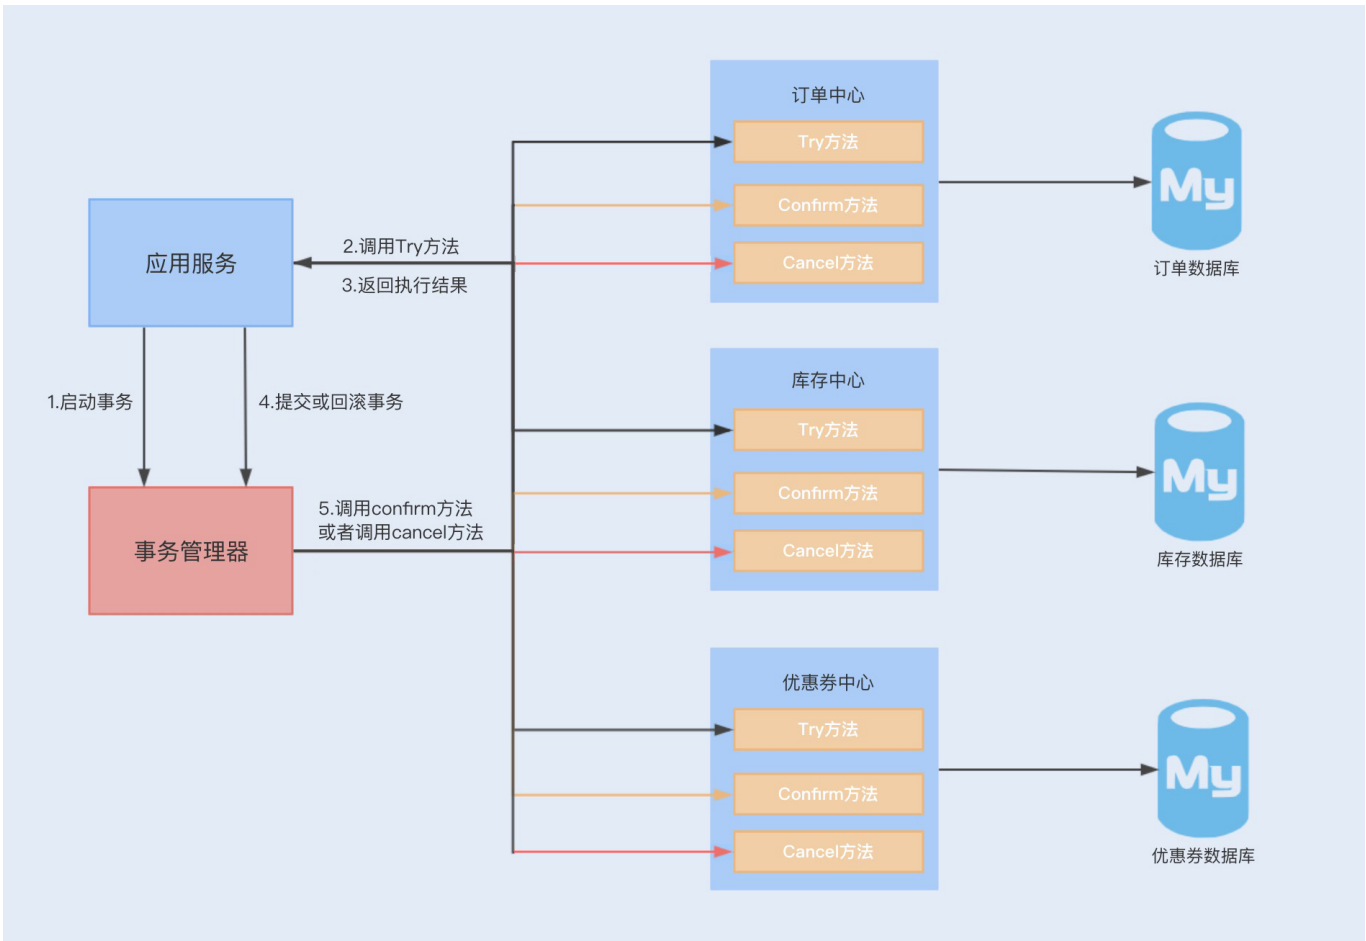 订单中心
Try方法
Confirm方法
Cancel方法
My
订单数据库
应用服务
2.调用Try方法
3.返回执行结果
1.启动事务
4.提交或回滚事务
库存中心
Try方法
Confirm方法
Cancel方法
My
库存数据库
事务管理器
5.调用confirm方法
或者调用cancel方法
优惠券中心
Try方法
Confirm方法
Cancel方法
My
优惠券数据库